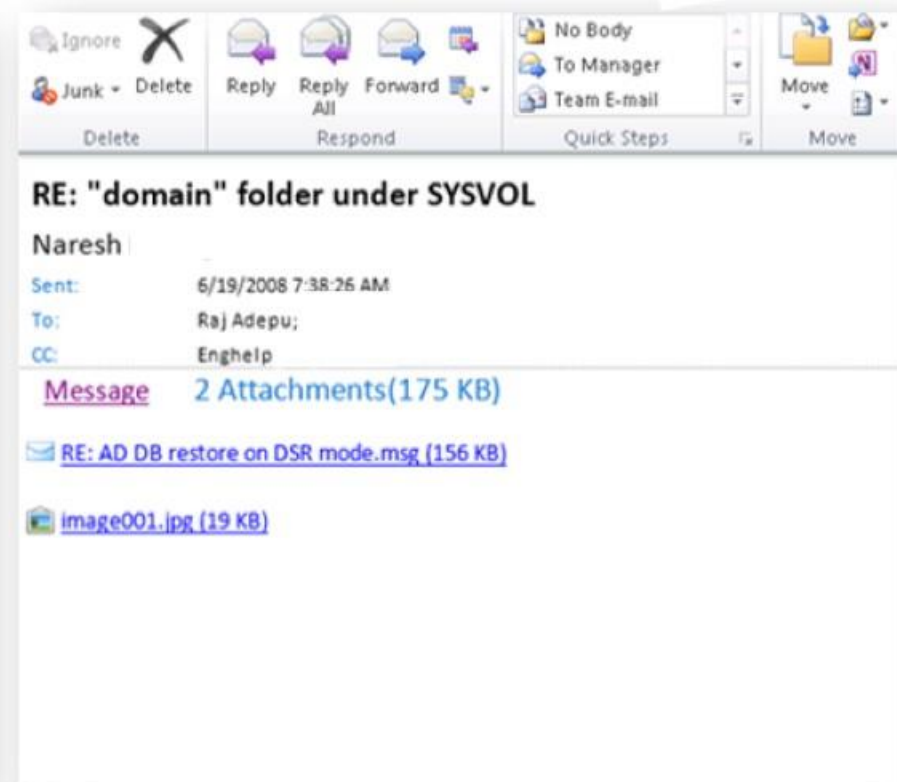 Ignore
Junk
Delete
Reply
Reply All
Forward
No Body
To Manager
Team E-mail
Move
Delete
Respond
Quick Steps
Move
RE: "domain" folder under SYSVOL
Naresh
Sent: 6/19/2008 7:38:26 AM
To: Raj Adepu;
CC: Enghelp
Message 2 Attachments(175 KB)
RE: AD DB restore on DSR mode.msg (156 KB)
image001.jpg (19 KB)